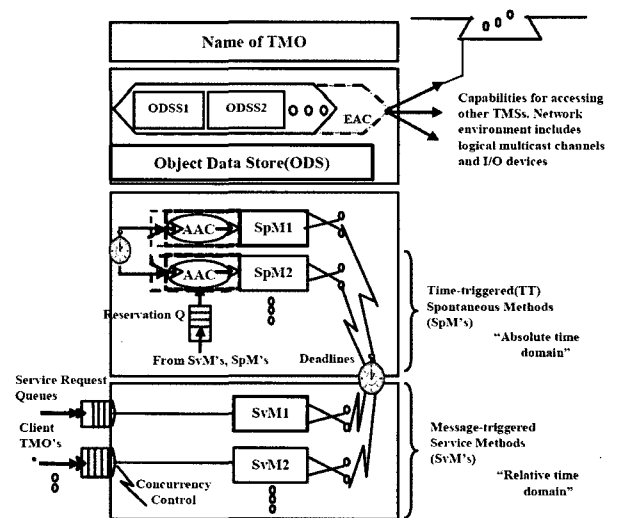 Name of TMO
ODSS1
ODSS2
EAC
Capabilities for accessing
other TMSs. Network
environment includes
logical multicast channels
and I/O devices
Object Data Store(ODS)
AAC
SpM1
AAC
SpM2
Reservation Q
From SvM's, SpM's
Deadlines
Time-triggered(TT)
Spontaneous Methods
(SpM's)
“Absolute time
domain”
Service Request
Queues
Client
TMO's
SvM1
SvM2
Concurrency
Control
Message-triggered
Service Methods
(SvM's)
“Relative time
domain”